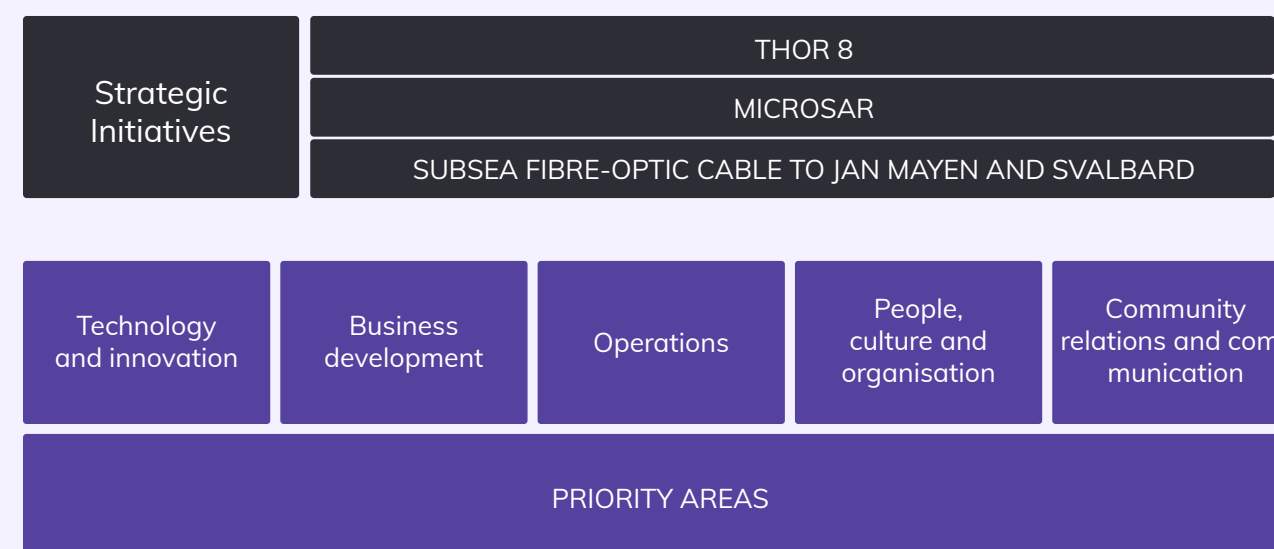 Strategic
Initiatives
THOR 8
MICROSAR
SUBSEA FIBRE-OPTIC CABLE TO JAN MAYEN AND SVALBARD
Technology
and innovation
Business
development
Operations
People,
culture and
organisation
Community
relations and com
munication
PRIORITY AREAS